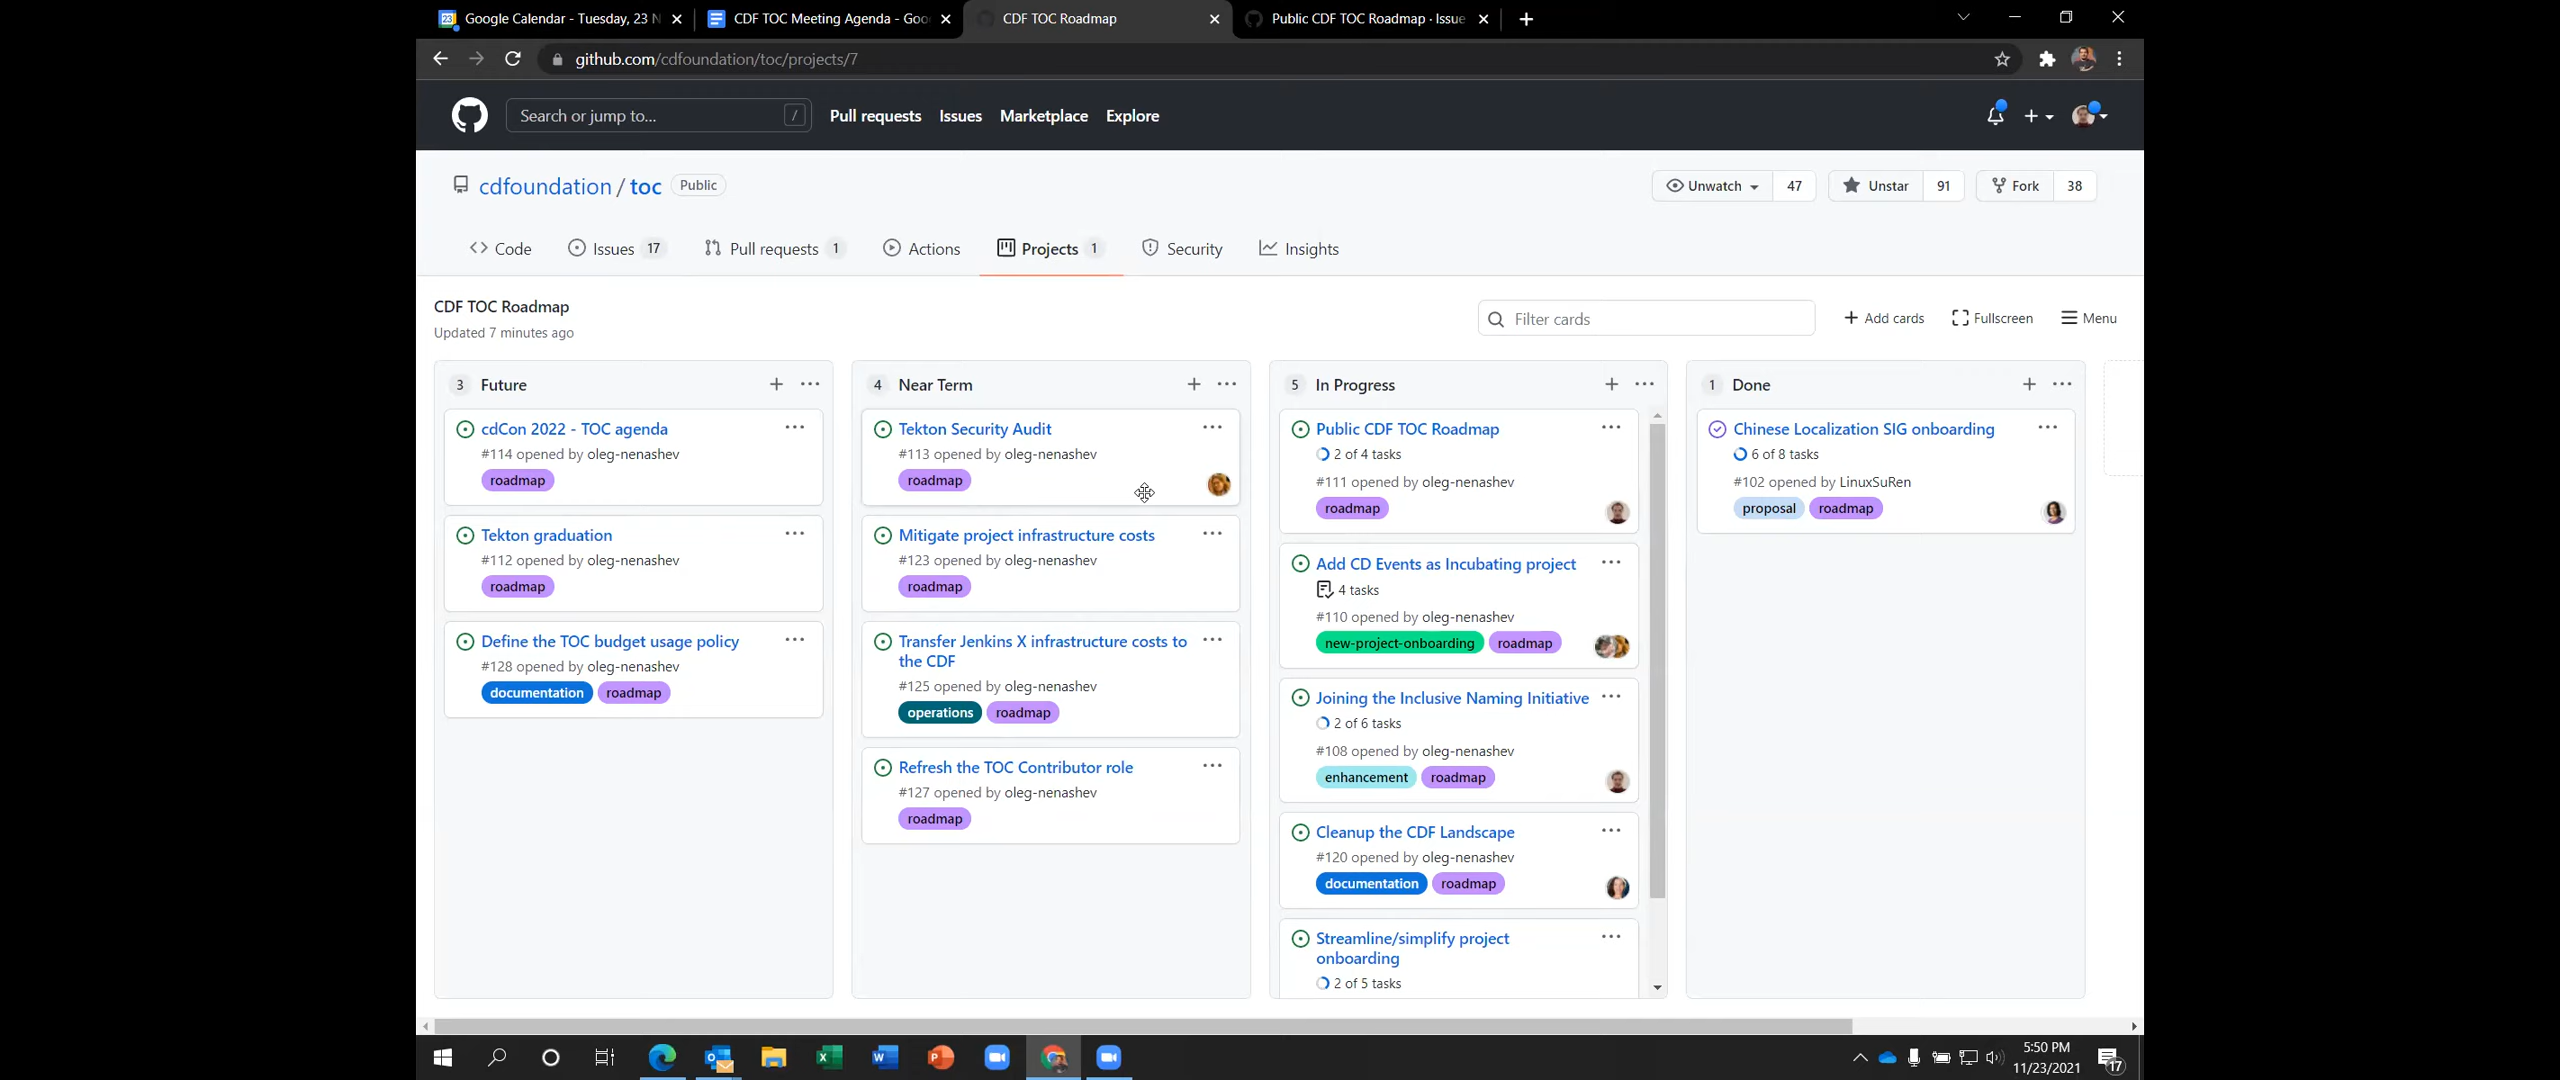 Google Calendar - Tuesday, 23 N
CDF TOC Meeting Agenda - Goo
CDF TOC Roadmap
Public CDF TOC Roadmap · Issue
github.com/cdfoundation/toc/projects/7
Search or jump to...
/
Pull requests
Issues
Marketplace
Explore
cdfoundation / toc
Public
Unwatch
47
Unstar
91
Fork
38
Code
Issues 17
Pull requests 1
Actions
Projects 1
Security
Insights
CDF TOC Roadmap
Updated 7 minutes ago
Filter cards
Add cards
Fullscreen
Menu
3 Future
cdCon 2022 - TOC agenda
#114 opened by oleg-nenashev
roadmap
Tekton graduation
#112 opened by oleg-nenashev
roadmap
Define the TOC budget usage policy
#128 opened by oleg-nenashev
documentation roadmap
4 Near Term
Tekton Security Audit
#113 opened by oleg-nenashev
roadmap
Mitigate project infrastructure costs
#123 opened by oleg-nenashev
roadmap
Transfer Jenkins X infrastructure costs to
the CDF
#125 opened by oleg-nenashev
operations roadmap
Refresh the TOC Contributor role
#127 opened by oleg-nenashev
roadmap
5 In Progress
Public CDF TOC Roadmap
2 of 4 tasks
#111 opened by oleg-nenashev
roadmap
Add CD Events as Incubating project
4 tasks
#110 opened by oleg-nenashev
new-project-onboarding roadmap
Joining the Inclusive Naming Initiative
2 of 6 tasks
#108 opened by oleg-nenashev
enhancement roadmap
Cleanup the CDF Landscape
#120 opened by oleg-nenashev
documentation roadmap
Streamline/simplify project
onboarding
2 of 5 tasks
1 Done
Chinese Localization SIG onboarding
6 of 8 tasks
#102 opened by LinuxSuRen
proposal roadmap
5:50 PM
11/23/2021
17